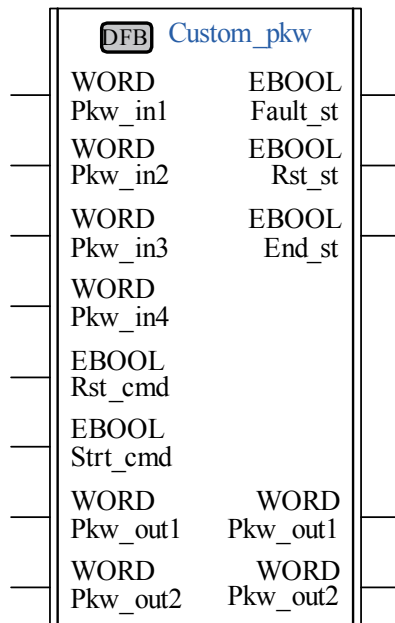 DFB Custom_pkw
WORD EBOOL
Pkw_in1 Fault_st
WORD EBOOL
Pkw_in2 Rst_st
WORD EBOOL
Pkw_in3 End_st
WORD
Pkw_in4
EBOOL
Rst_cmd
EBOOL
Strt_cmd
WORD WORD
Pkw_out1 Pkw_out1
WORD WORD
Pkw_out2 Pkw_out2